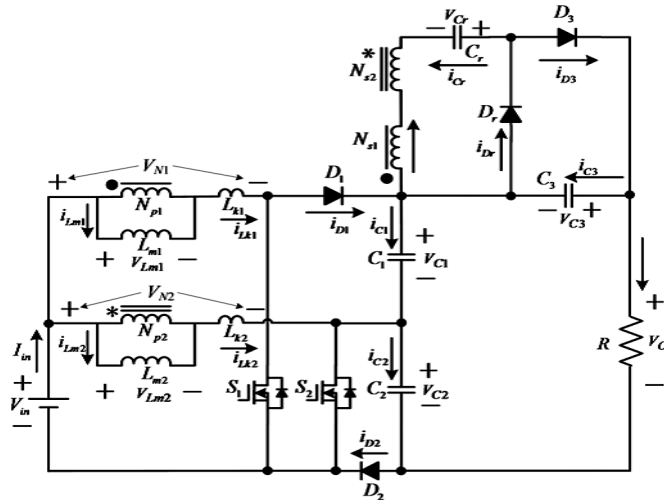 − V_Cr + D_3
* C_r
N_s2 i_Cr i_D3
D_r
N_s1 i_Dr
+ V_N1 − D_1 C_3 i_C3
N_p1 L_k1 − V_C3 +
i_Lm1 i_Lk1 i_D1 i_C1 +
L_m1 C_1 V_C1
+ V_Lm1 − −
+ V_N2 −
* N_p2 L_k2 +
I_in i_Lm2 i_Lk2 i_C2 + R V_O
L_m2 S_1 S_2 C_2 V_C2
+ + V_Lm2 − − −
V_in
− i_D2
D_2